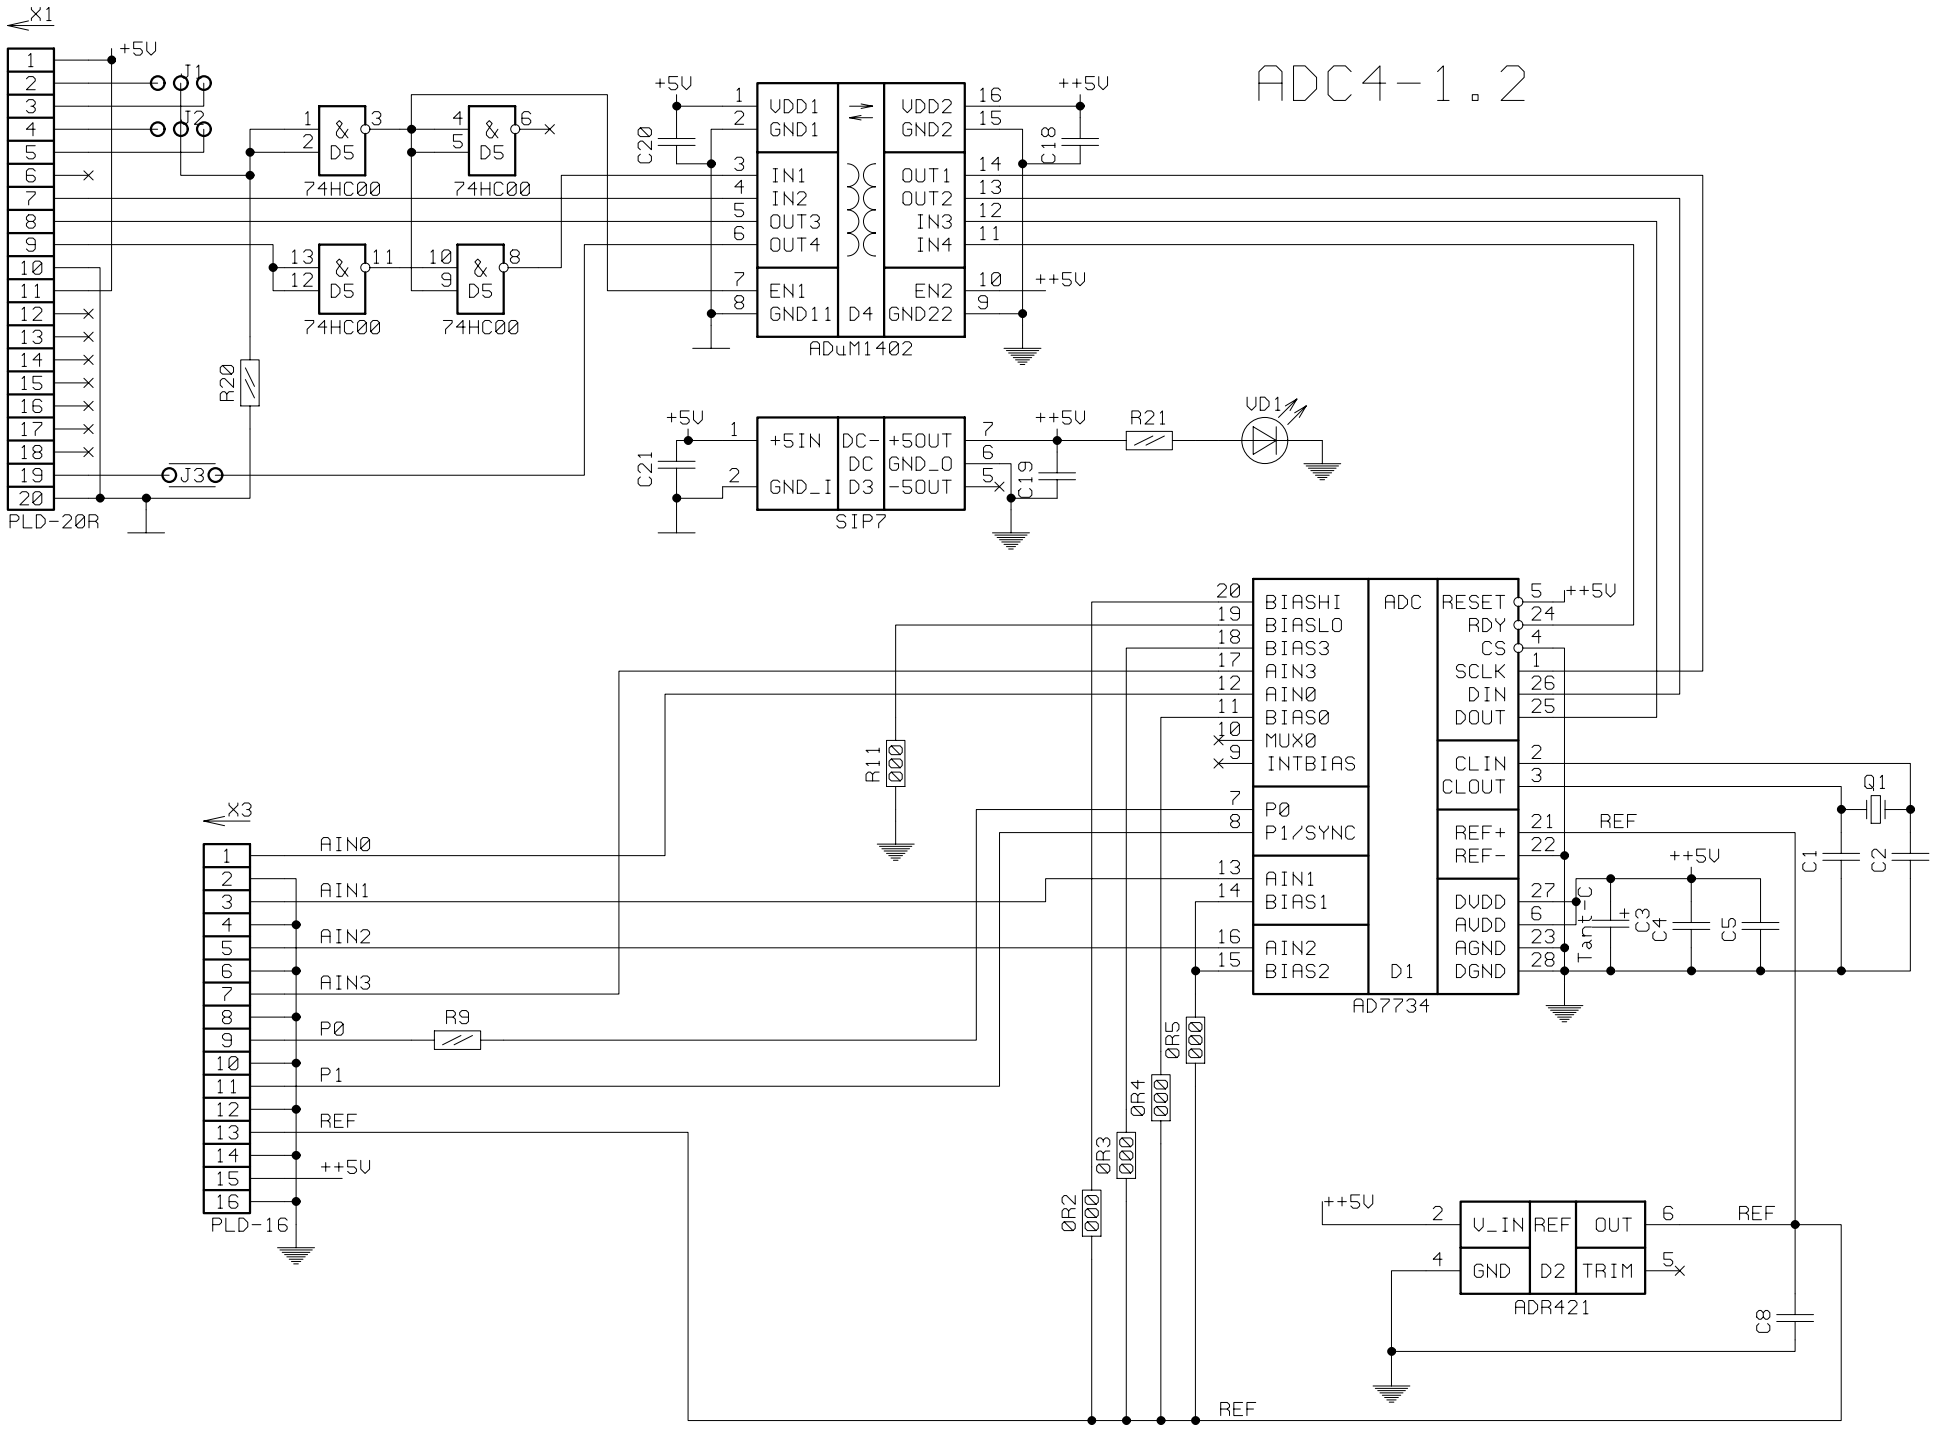 ADC4-1.2
X1
+5V
1
2
3
4
5
6
7
8
9
10
11
12
13
14
15
16
17
18
19
20
PLD-20R
J1
J2
J3
R20
1
2
&
D5
3
74HC00
4
5
&
D5
6
74HC00
13
12
&
D5
11
74HC00
10
9
&
D5
8
74HC00
+5V
C20
1 VDD1 VDD2 16
2 GND1 GND2 15
3 IN1 OUT1 14
4 IN2 OUT2 13
5 OUT3 IN3 12
6 OUT4 IN4 11
7 EN1 EN2 10
8 GND11 D4 GND22 9
ADuM1402
++5V
C18
++5V
+5V
C21
1 +5IN DC- +5OUT 7
DC GND_O 6
2 GND_I D3 -5OUT 5
SIP7
++5V
C19
R21
VD1
20 BIASHI ADC RESET 5
19 BIASLO RDY 24
18 BIAS3 CS 4
17 AIN3 SCLK 1
12 AIN0 DIN 26
11 BIAS0 DOUT 25
10 MUX0
9 INTBIAS CLIN 2
CLOUT 3
7 P0
8 P1/SYNC REF+ 21
REF- 22
13 AIN1
14 BIAS1 DVDD 27
AVDD 6
16 AIN2 AGND 23
15 BIAS2 D1 DGND 28
AD7734
++5V
REF
++5V
Tant-C
+
C3
C4
C5
C1
C2
Q1
R11
000
X3
1
2
3
4
5
6
7
8
9
10
11
12
13
14
15
16
PLD-16
AIN0
AIN1
AIN2
AIN3
P0
R9
P1
REF
++5V
0R5
000
0R4
000
0R3
000
0R2
000
++5V
2 V_IN REF OUT 6
4 GND D2 TRIM 5
ADR421
REF
C8
REF